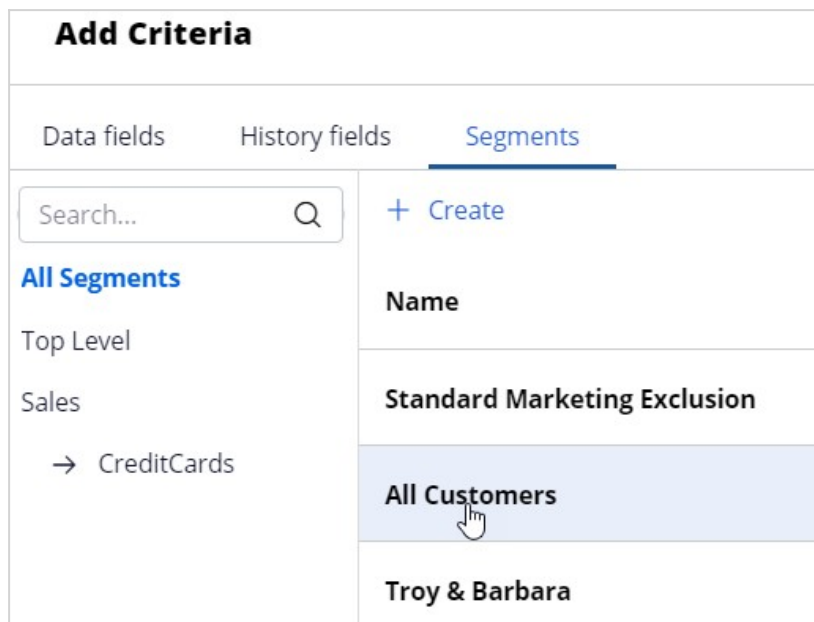 Add Criteria
Data fields
History fields
Segments
Search...
All Segments
Top Level
Sales
→ CreditCards
+ Create
Name
Standard Marketing Exclusion
All Customers
Troy & Barbara